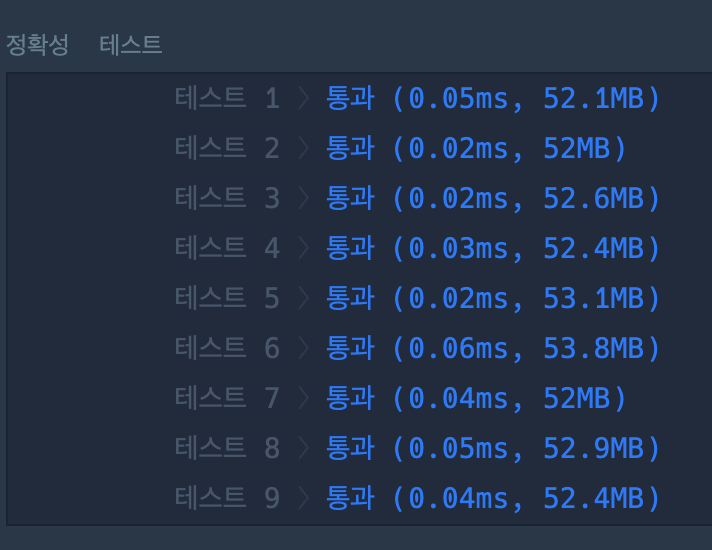 정확성 테스트
테스트 1 〉 통과 (0.05ms, 52.1MB)
테스트 2 〉 통과 (0.02ms, 52MB)
테스트 3 〉 통과 (0.02ms, 52.6MB)
테스트 4 〉 통과 (0.03ms, 52.4MB)
테스트 5 〉 통과 (0.02ms, 53.1MB)
테스트 6 〉 통과 (0.06ms, 53.8MB)
테스트 7 〉 통과 (0.04ms, 52MB)
테스트 8 〉 통과 (0.05ms, 52.9MB)
테스트 9 〉 통과 (0.04ms, 52.4MB)